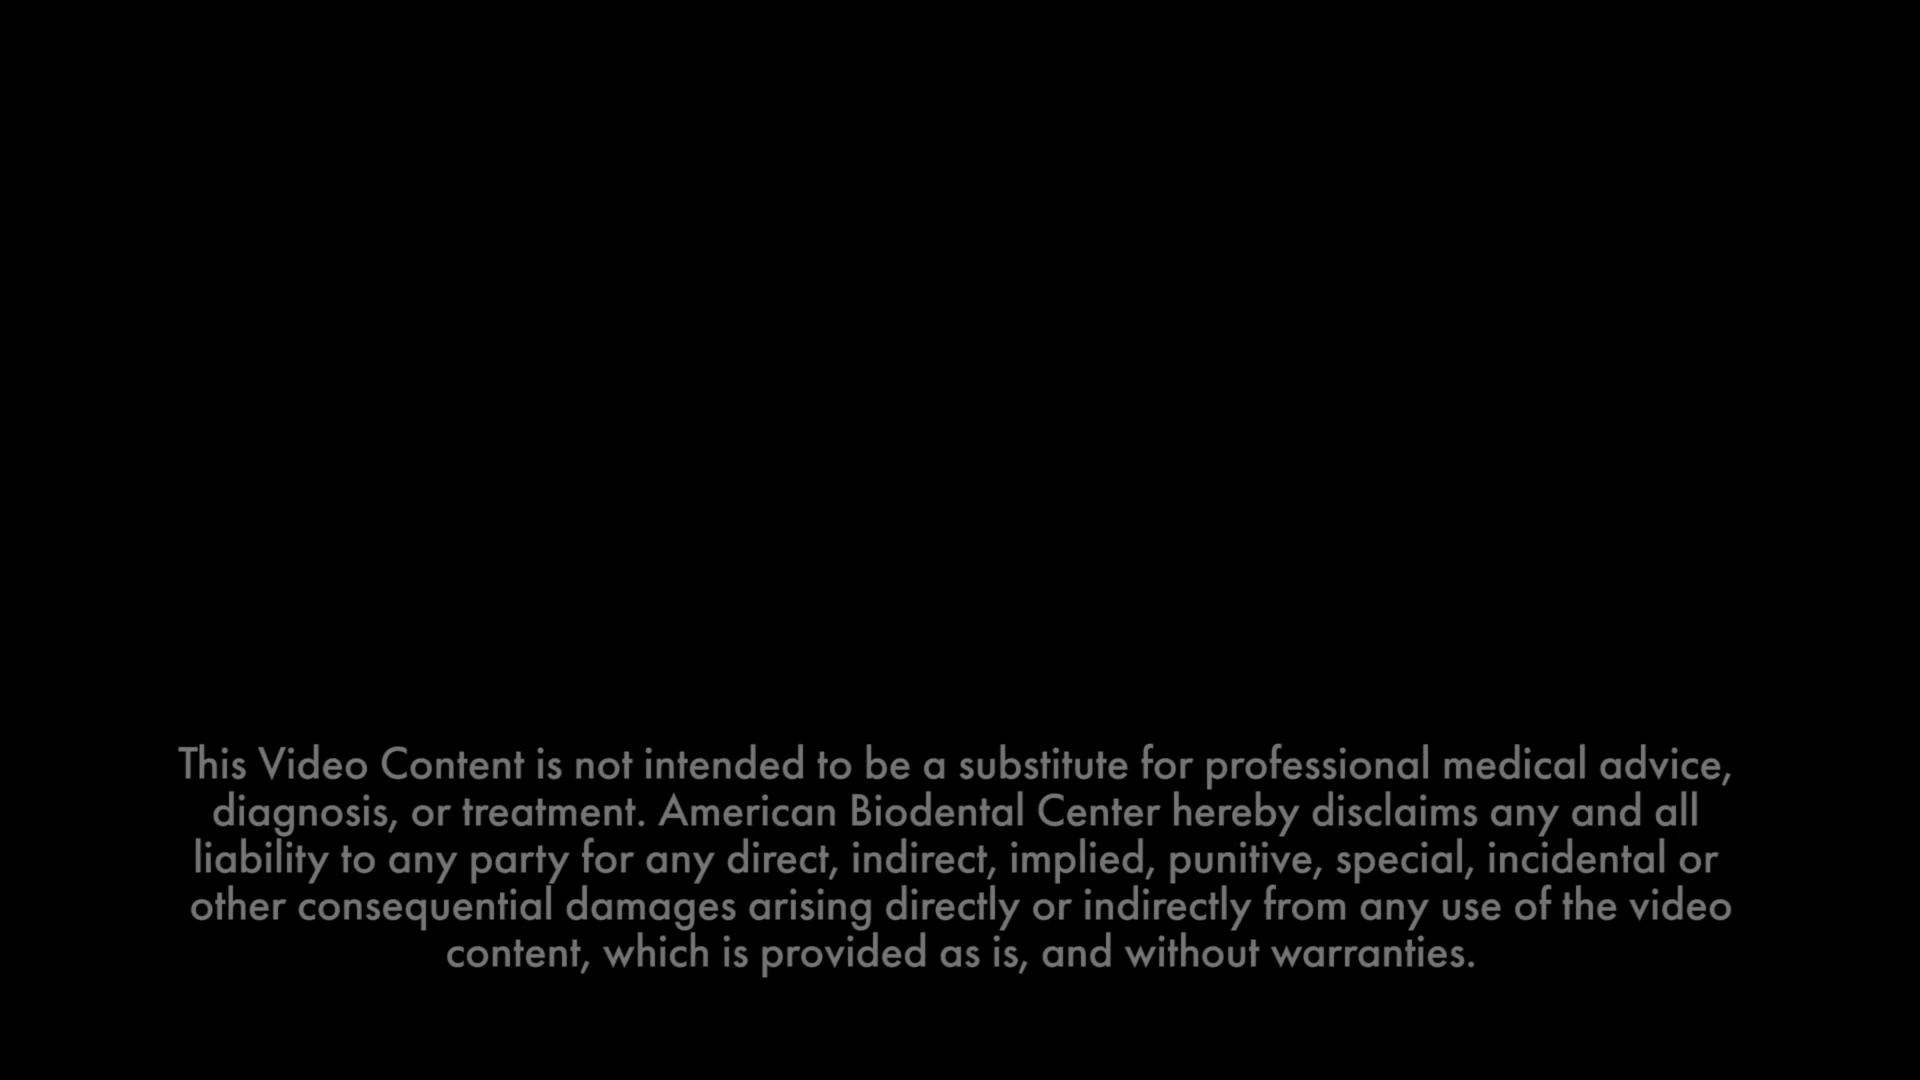 This Video Content is not intended to be a substitute for professional medical advice,
diagnosis, or treatment. American Biodental Center hereby disclaims any and all
liability to any party for any direct, indirect, implied, punitive, special, incidental or
other consequential damages arising directly or indirectly from any use of the video
content, which is provided as is, and without warranties.